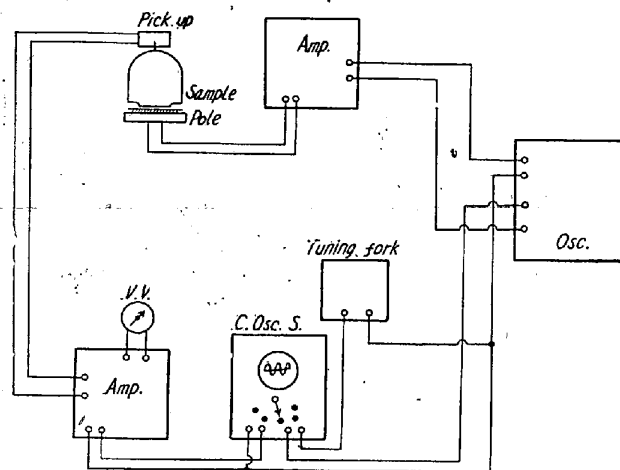 Pick.up
Amp.
Sample
Pole
Osc.
Tuning fork
V.V.
C.Osc.S.
Amp.